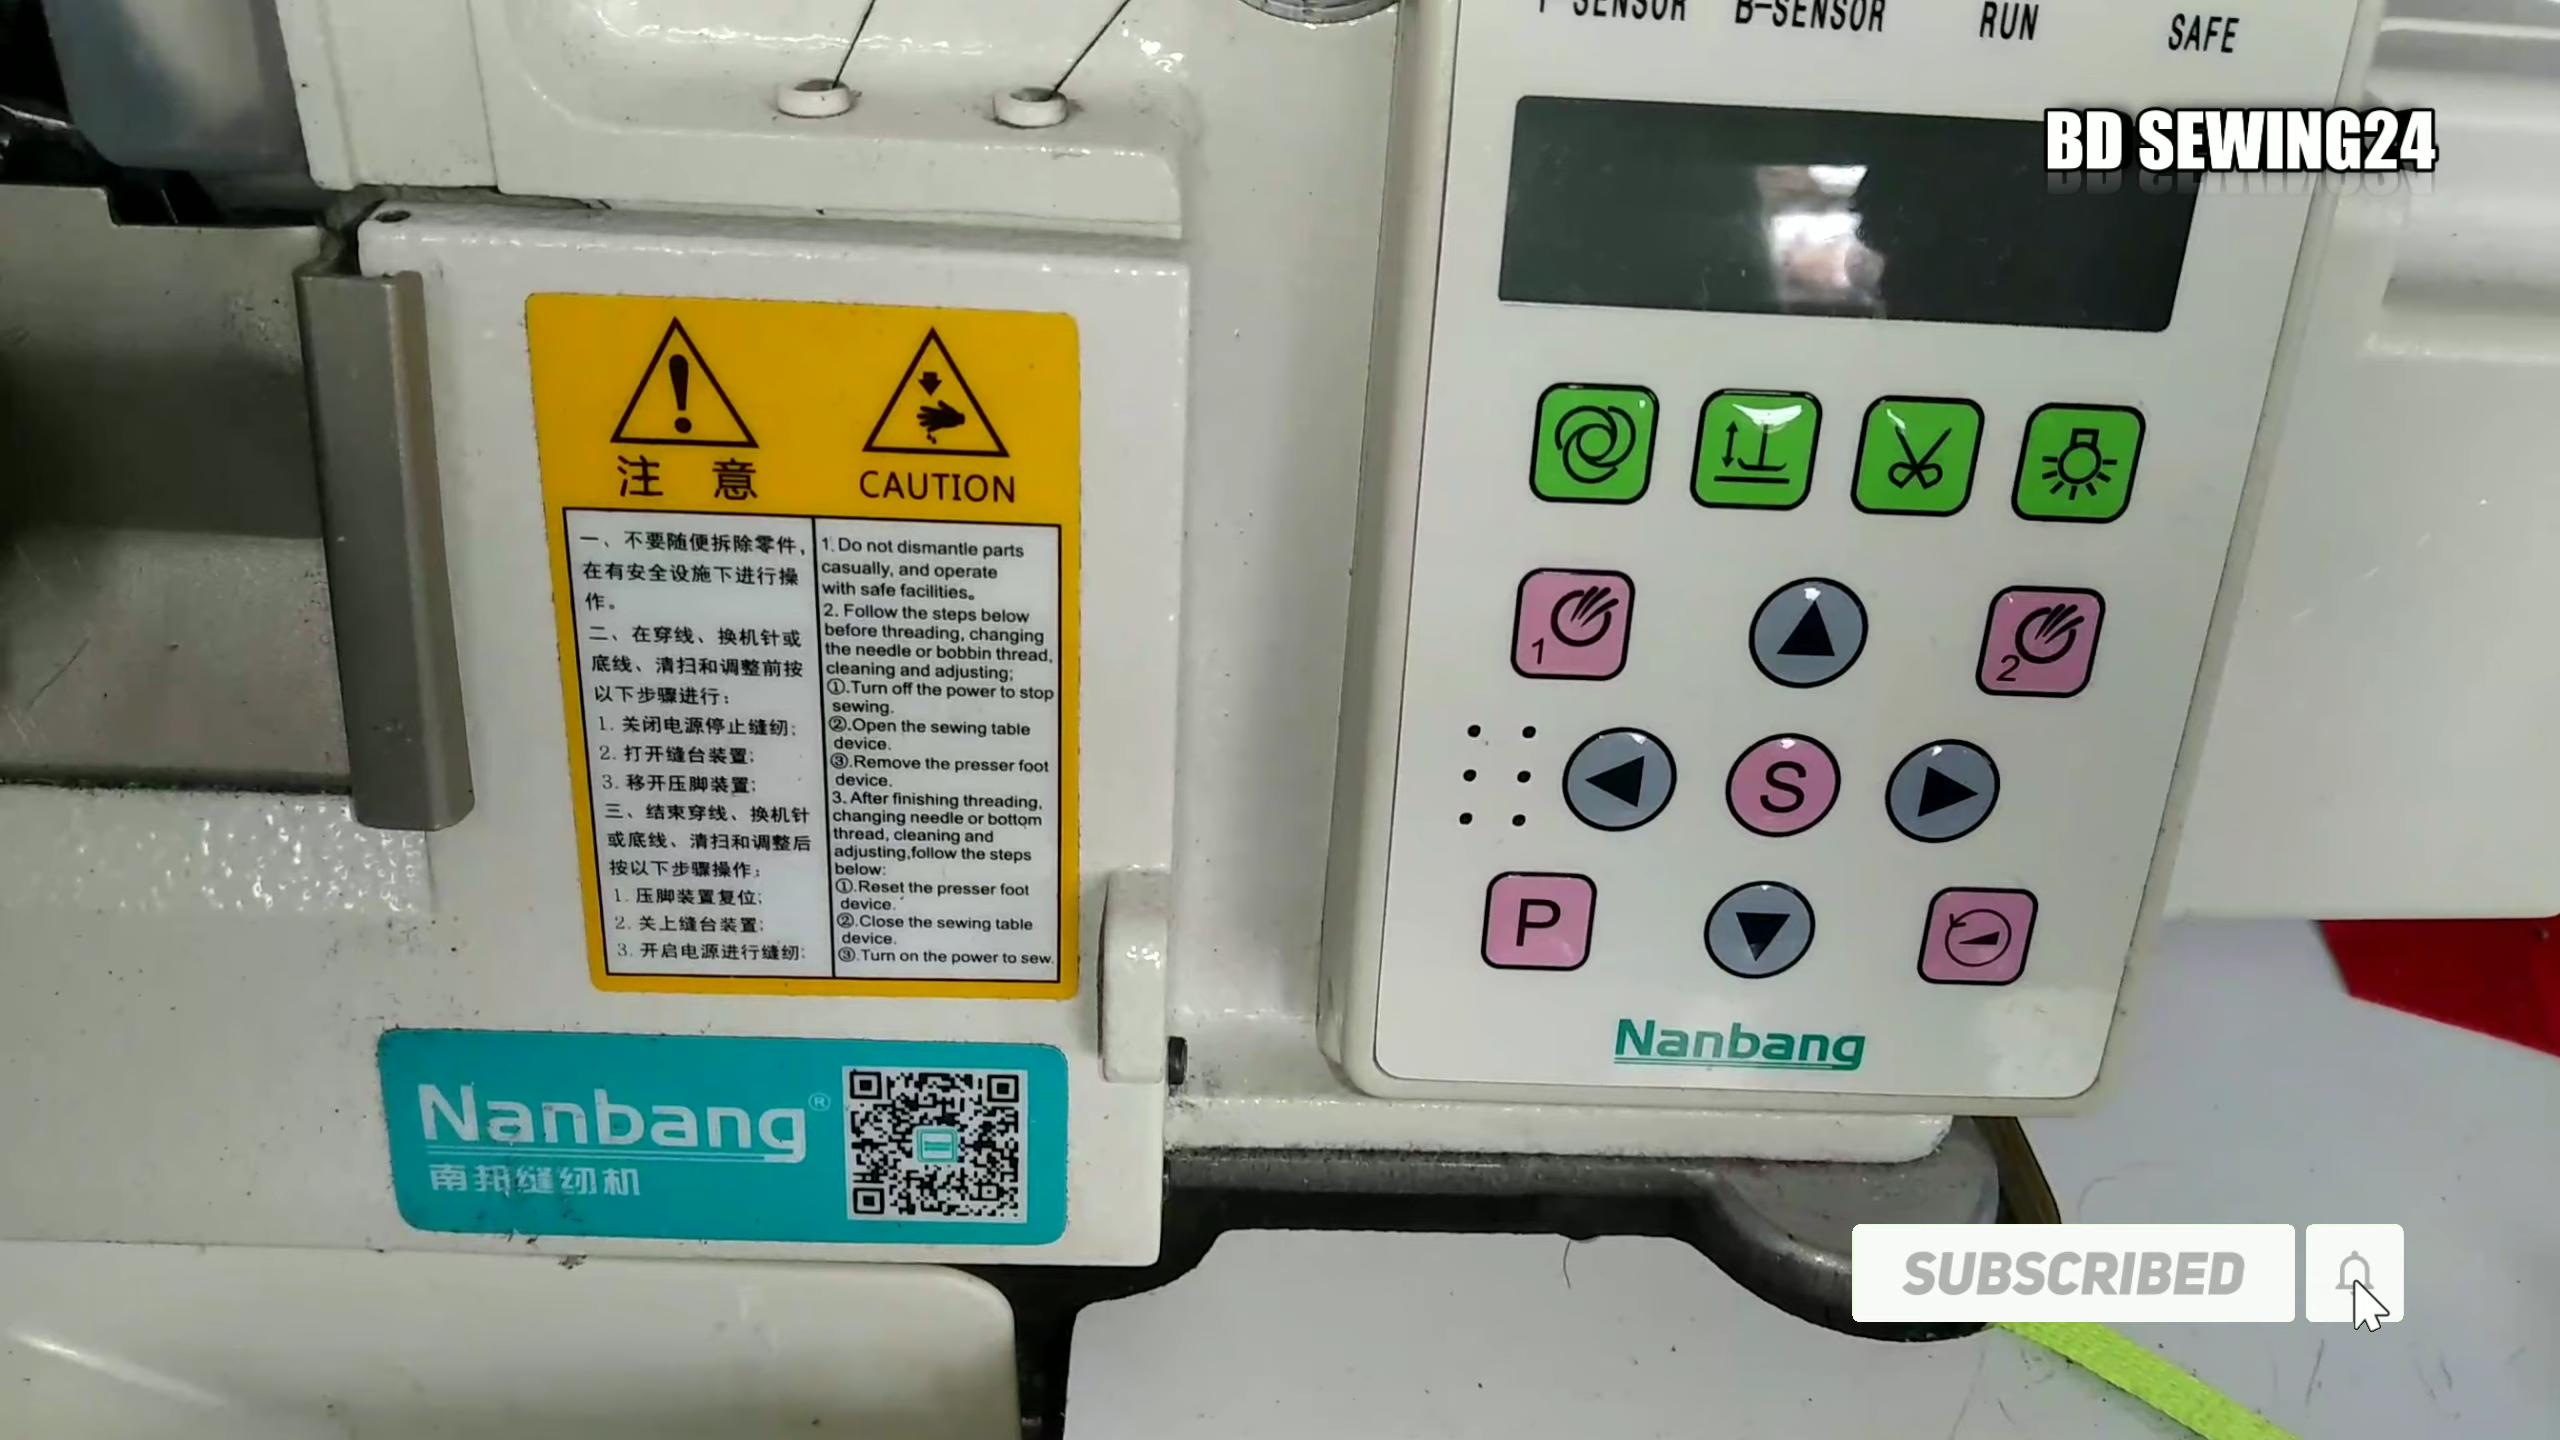 SENSOR B-SENSOR RUN SAFE
BD SEWING24
注 意
CAUTION
一、不要随便拆除零件,
在有安全设施下进行操
作。
二、在穿线、换机针或
底线、清扫和调整前按
以下步骤进行:
1. 关闭电源停止缝纫;
2. 打开缝台装置;
3. 移开压脚装置;
三、结束穿线、换机针
或底线、清扫和调整后
按以下步骤操作:
1. 压脚装置复位;
2. 关上缝台装置;
3. 开启电源进行缝纫;
1. Do not dismantle parts
casually, and operate
with safe facilities。
2. Follow the steps below
before threading, changing
the needle or bobbin thread,
cleaning and adjusting;
①.Turn off the power to stop
sewing.
②.Open the sewing table
device.
③.Remove the presser foot
device.
3. After finishing threading,
changing needle or bottom
thread, cleaning and
adjusting,follow the steps
below:
①.Reset the presser foot
device.
②.Close the sewing table
device.
③.Turn on the power to sew.
1
2
S
P
Nanbang
Nanbang®
南邦缝纫机
SUBSCRIBED